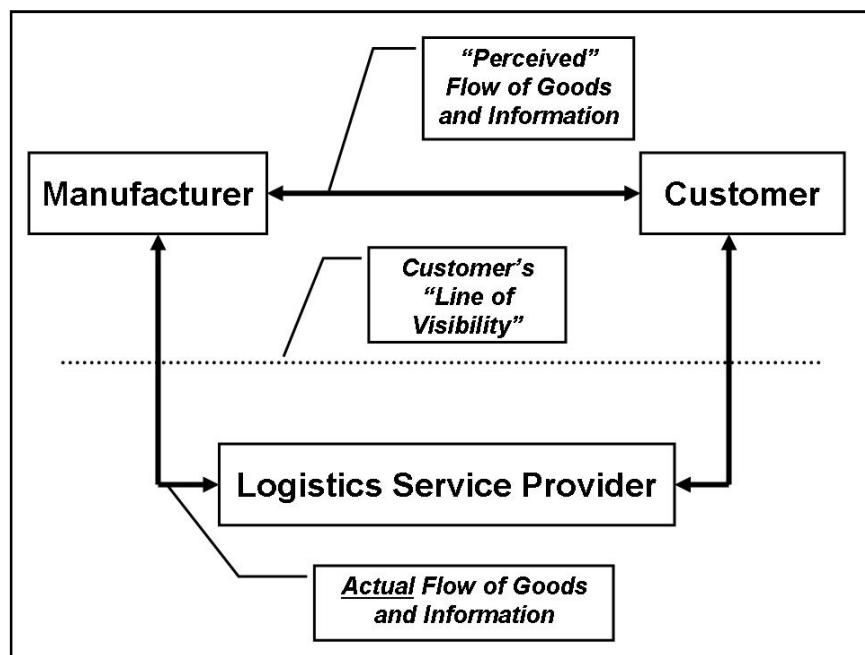 “Perceived”
Flow of Goods
and Information
Manufacturer
Customer
Customer’s
“Line of
Visibility”
Logistics Service Provider
Actual Flow of Goods
and Information